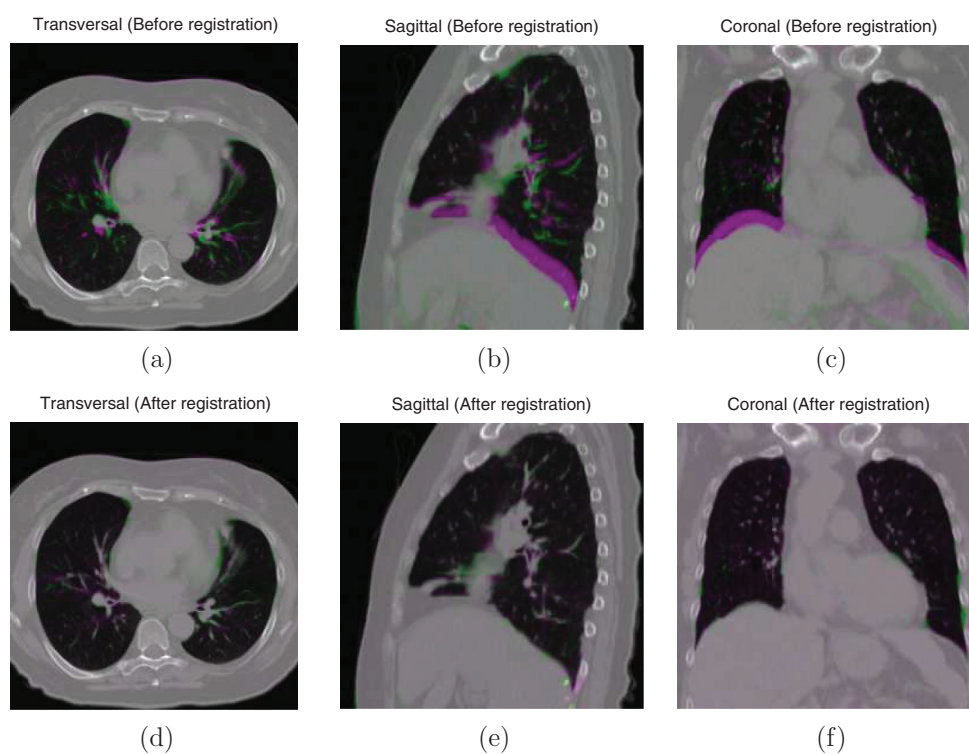 Transversal (Before registration)
Sagittal (Before registration)
Coronal (Before registration)
(a)
(b)
(c)
Transversal (After registration)
Sagittal (After registration)
Coronal (After registration)
(d)
(e)
(f)